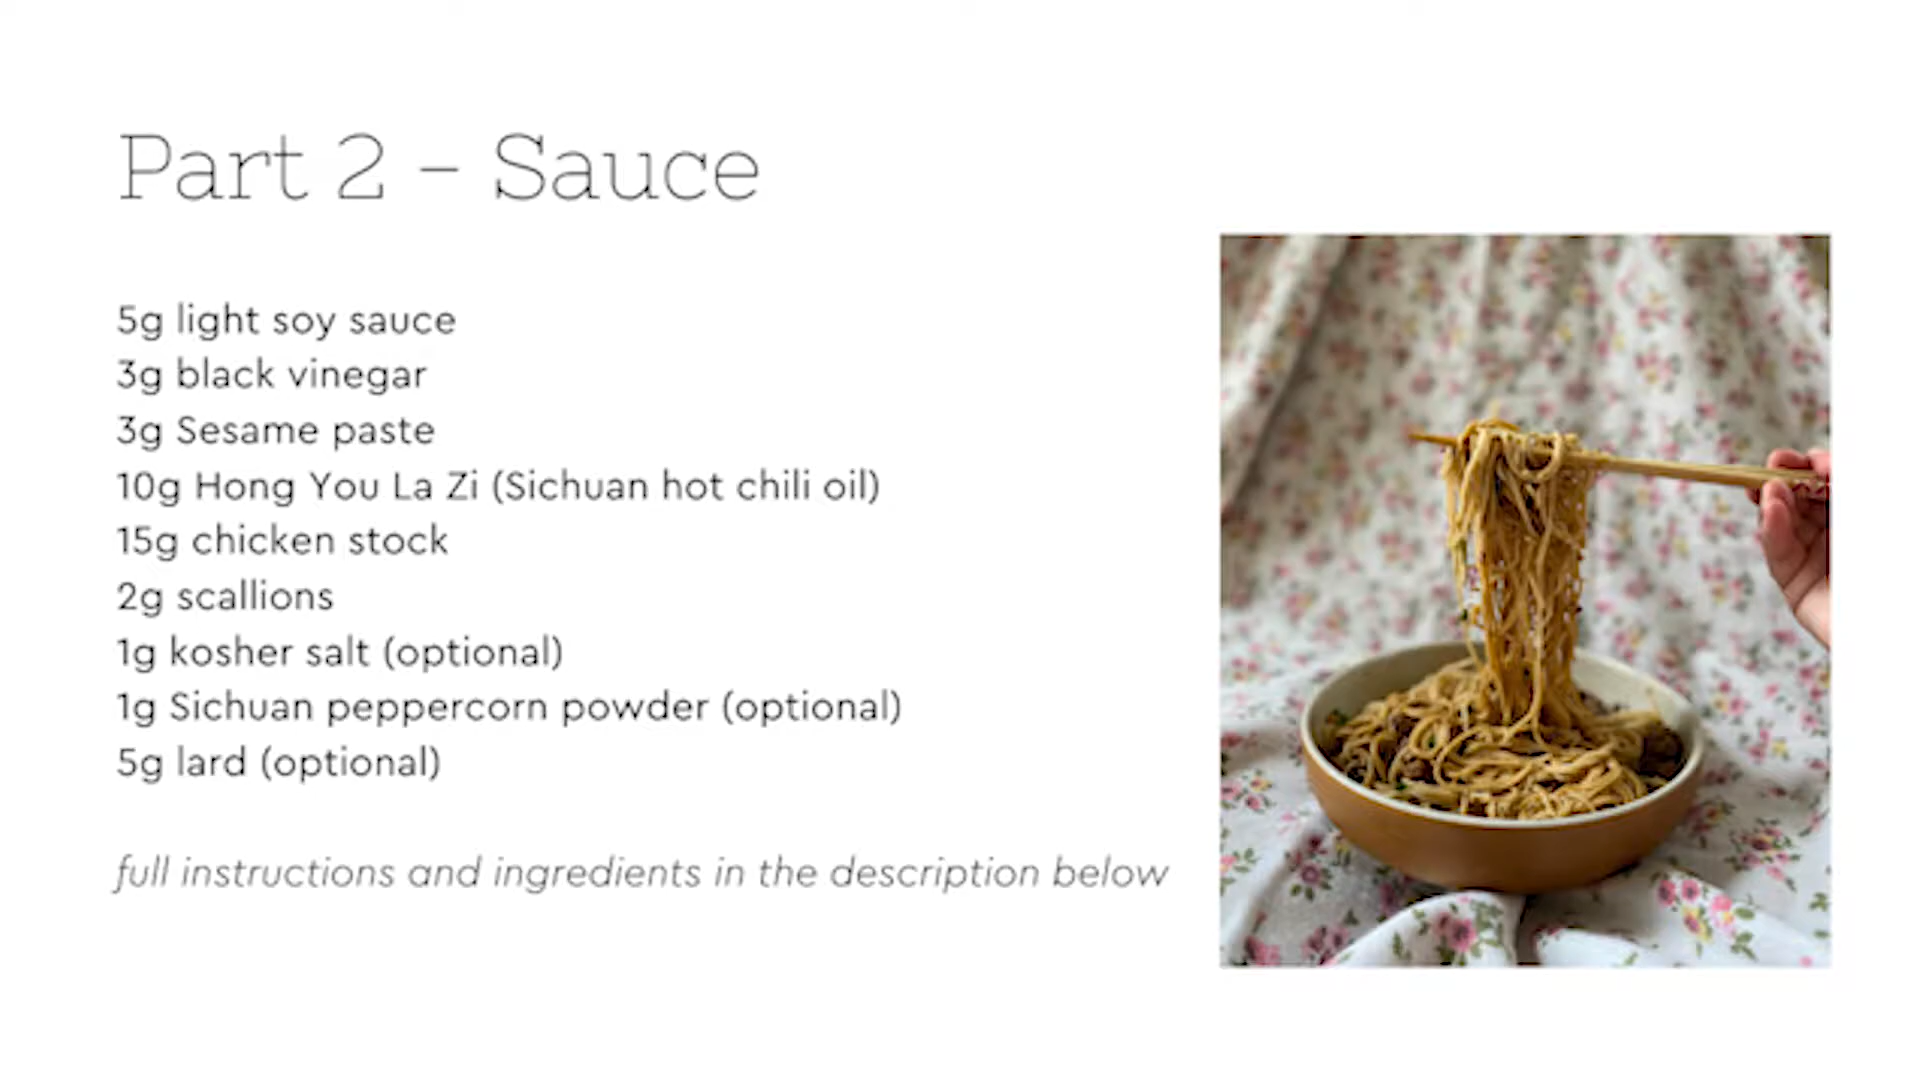 Part 2 - Sauce
5g light soy sauce
3g black vinegar
3g Sesame paste
10g Hong You La Zi (Sichuan hot chili oil)
15g chicken stock
2g scallions
1g kosher salt (optional)
1g Sichuan peppercorn powder (optional)
5g lard (optional)
full instructions and ingredients in the description below